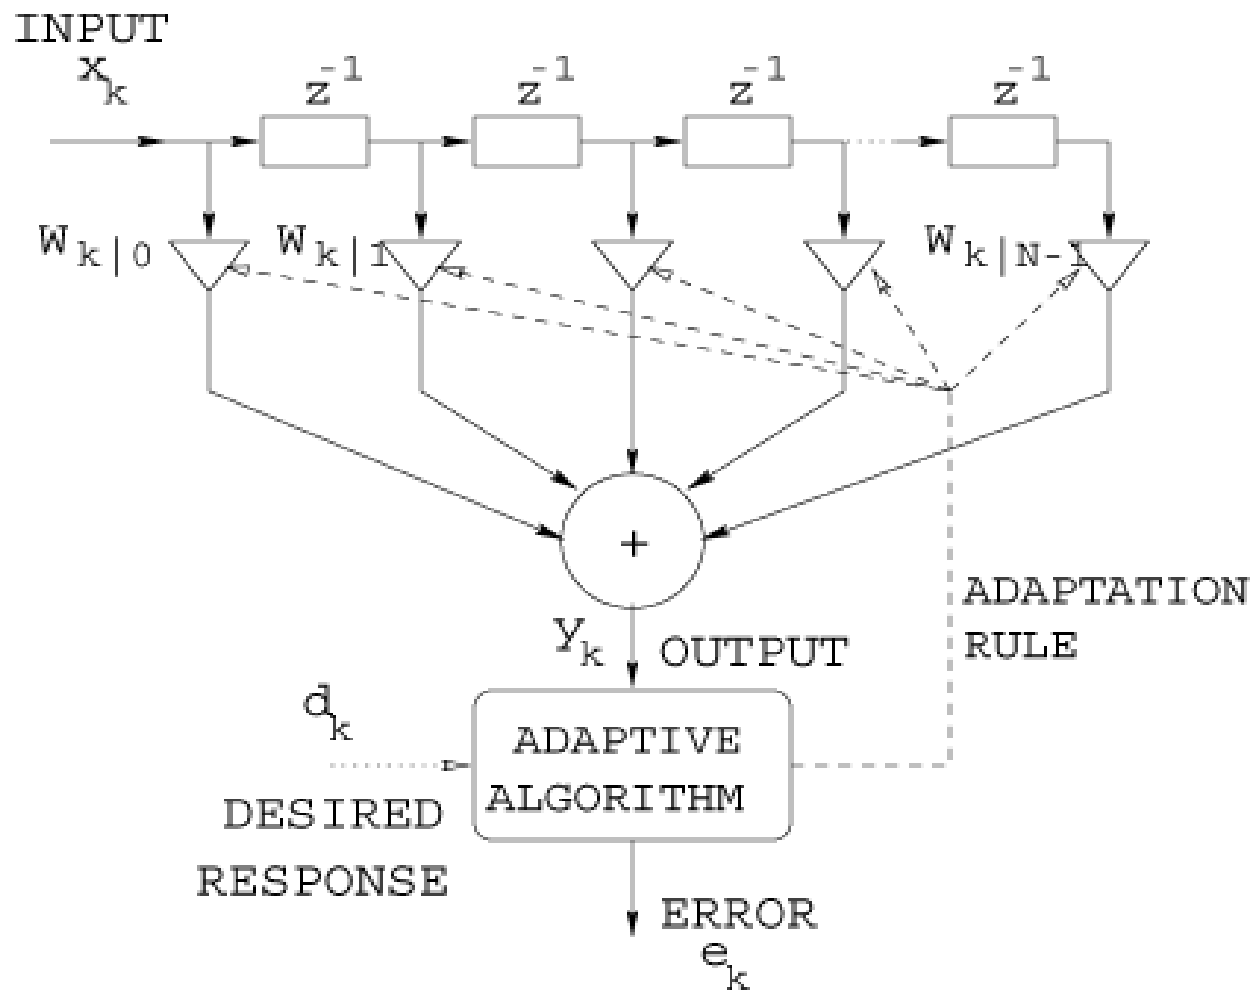 INPUT
x_k
z^-1 z^-1 z^-1 z^-1
W_k|0 W_k|1 W_k|N-1
+
ADAPTATION
RULE
y_k OUTPUT
d_k
ADAPTIVE
ALGORITHM
DESIRED
RESPONSE
ERROR
e_k